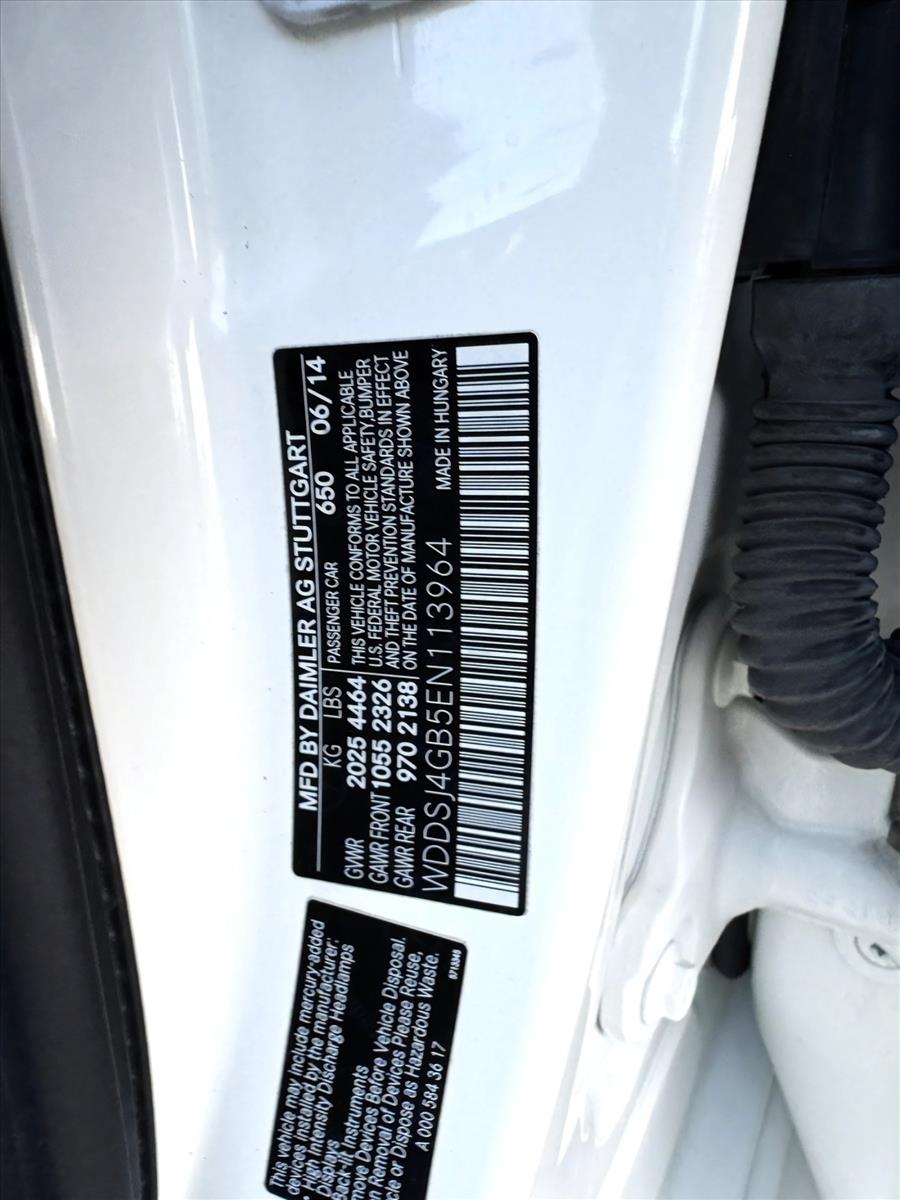 MFD BY DAIMLER AG STUTTGART
KG LBS PASSENGER CAR 650 06/14
GVWR 2025 4464 THIS VEHICLE CONFORMS TO ALL APPLICABLE
U.S. FEDERAL MOTOR VEHICLE SAFETY,BUMPER
GAWR FRONT 1055 2326 AND THEFT PREVENTION STANDARDS IN EFFECT
GAWR REAR 970 2138 ON THE DATE OF MANUFACTURE SHOWN ABOVE
WDDSJ4GB5EN113964 MADE IN HUNGARY
This vehicle may include mercury-added
devices installed by the manufacturer:
• High Intensity Discharge Headlamps
Displays
Back-lit Instruments
move Devices Before Vehicle Disposal.
n Removal of Devices Please Reuse,
cle or Dispose as Hazardous Waste.
A 000 584 36 17